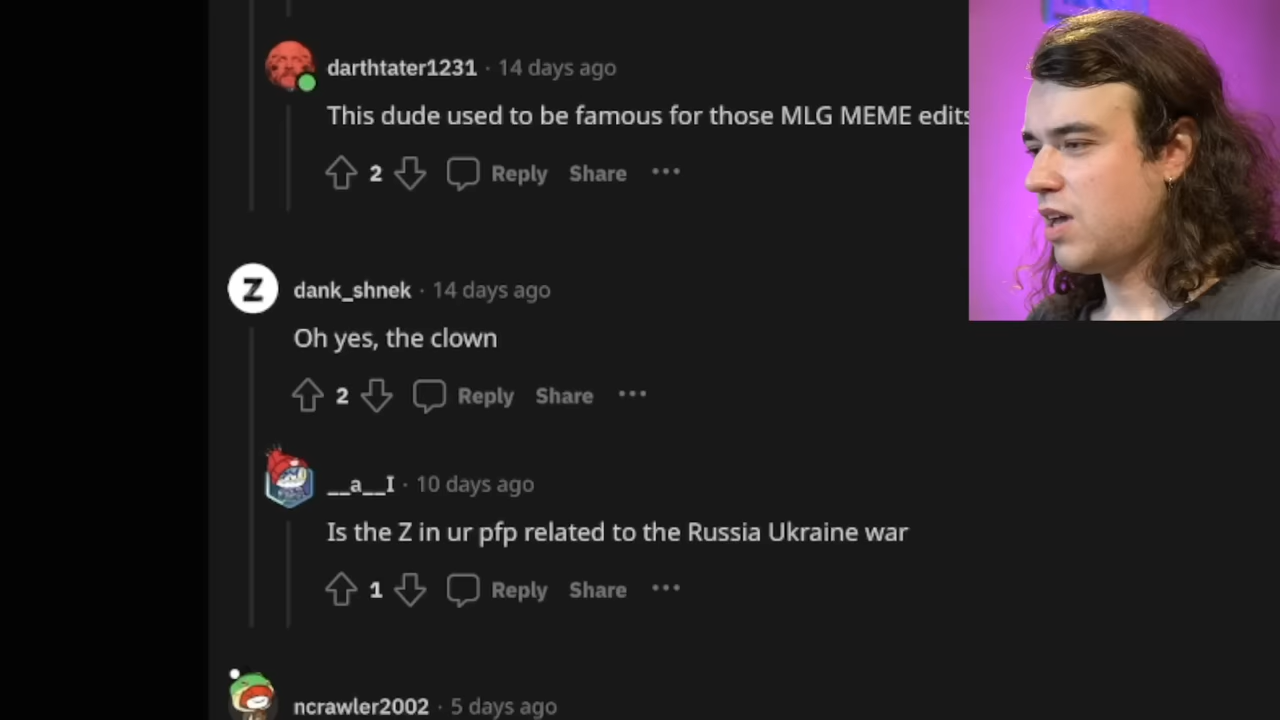 darthtater1231 · 14 days ago
This dude used to be famous for those MLG MEME edits
2 Reply Share ···
Z
dank_shnek · 14 days ago
Oh yes, the clown
2 Reply Share ···
__a__I · 10 days ago
Is the Z in ur pfp related to the Russia Ukraine war
1 Reply Share ···
ncrawler2002 · 5 days ago